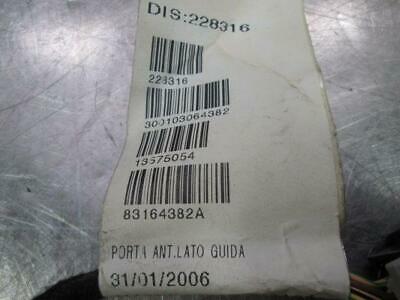 DIS:228316
228316
300103064382
13575054
83164382A
PORTA ANT.LATO GUIDA
31/01/2006